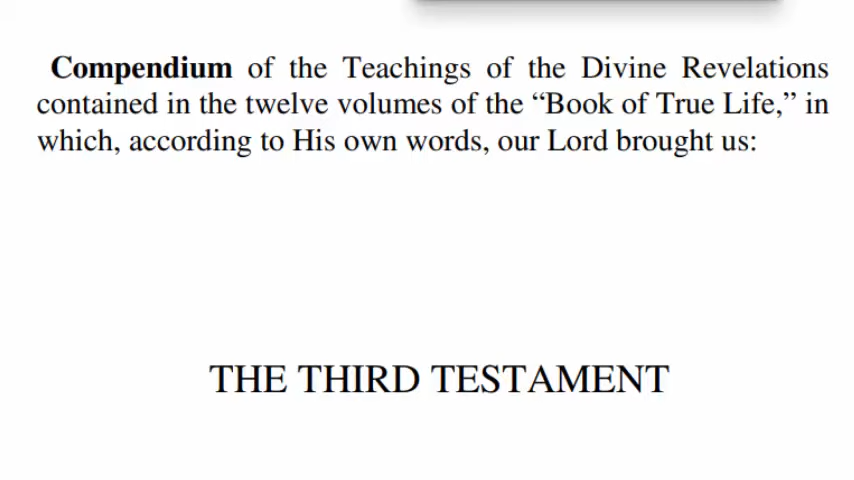 Compendium of the Teachings of the Divine Revelations
contained in the twelve volumes of the “Book of True Life,” in
which, according to His own words, our Lord brought us:
THE THIRD TESTAMENT